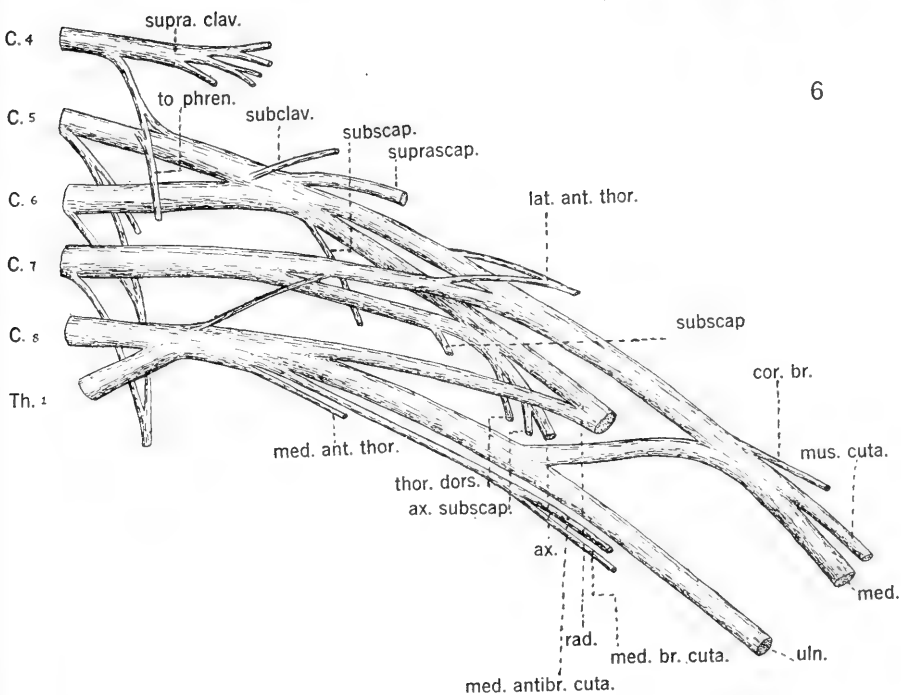 supra. clav.
C. 4
6
to phren.
C. 5
subclav.
subscap.
suprascap.
C. 6
lat. ant. thor.
C. 7
subscap
C. 8
cor. br.
Th. 1
med. ant. thor.
mus. cuta.
thor. dors.
ax. subscap.
ax.
med.
rad.
med. br. cuta.
uln.
med. antibr. cuta.